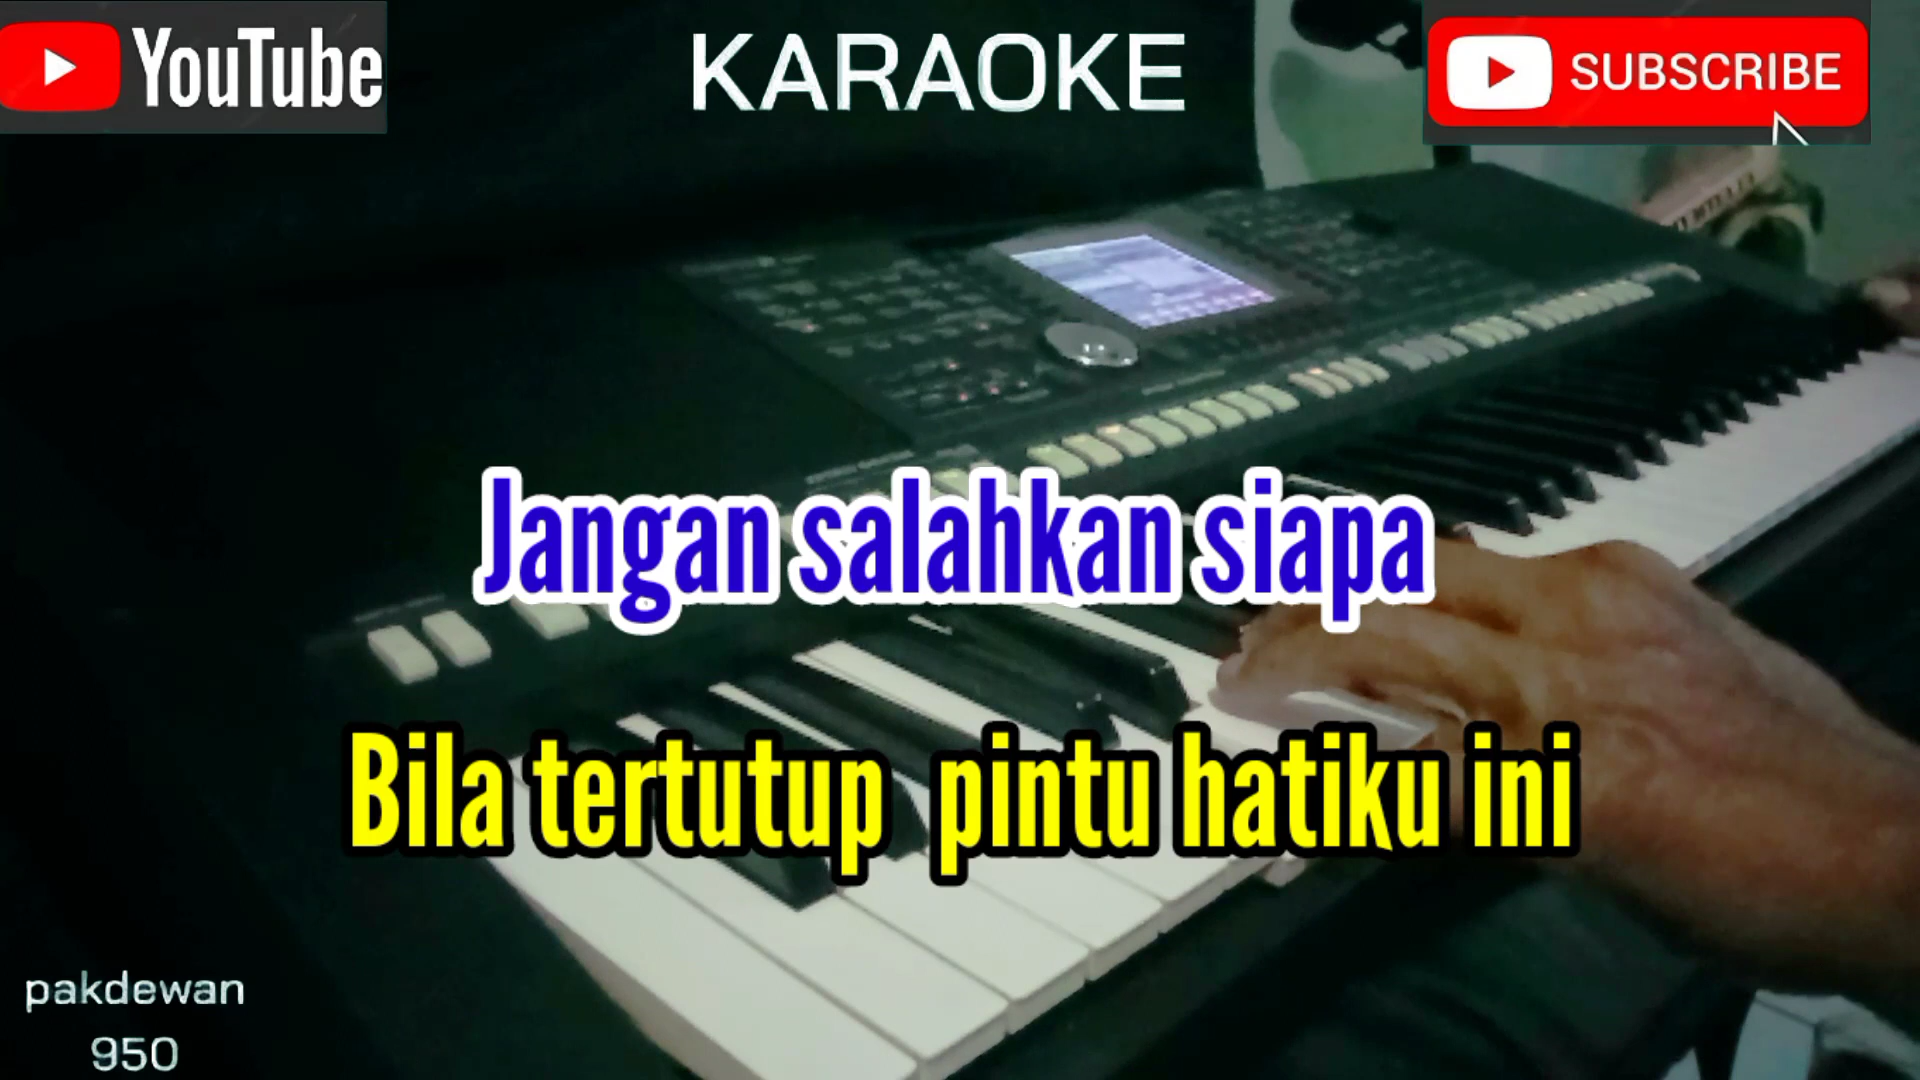 YouTube
KARAOKE
SUBSCRIBE
Jangan salahkan siapa
Bila tertutup pintu hatiku ini
pakdewan
950